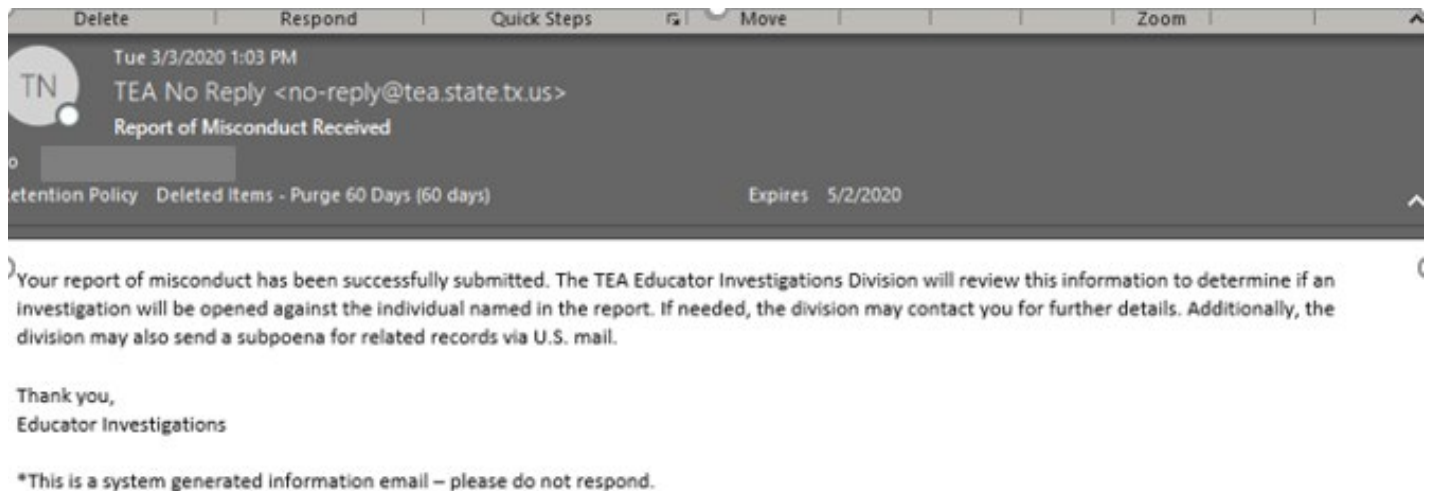 Delete Respond Quick Steps Move Zoom
Tue 3/3/2020 1:03 PM
TN
TEA No Reply <no-reply@tea.state.tx.us>
Report of Misconduct Received
o
etention Policy Deleted Items - Purge 60 Days (60 days) Expires 5/2/2020
Your report of misconduct has been successfully submitted. The TEA Educator Investigations Division will review this information to determine if an
investigation will be opened against the individual named in the report. If needed, the division may contact you for further details. Additionally, the
division may also send a subpoena for related records via U.S. mail.
Thank you,
Educator Investigations
*This is a system generated information email – please do not respond.